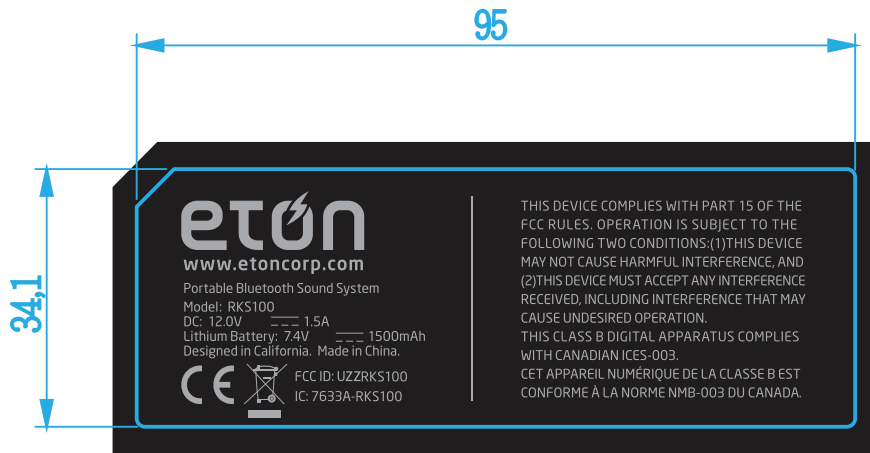 95
34,1
etón
www.etoncorp.com
Portable Bluetooth Sound System
Model: RKS100
DC: 12.0V 1.5A
Lithium Battery: 7.4V 1500mAh
Designed in California. Made in China.
CE
FCC ID: UZZRKS100
IC: 7633A-RKS100
THIS DEVICE COMPLIES WITH PART 15 OF THE
FCC RULES. OPERATION IS SUBJECT TO THE
FOLLOWING TWO CONDITIONS:(1)THIS DEVICE
MAY NOT CAUSE HARMFUL INTERFERENCE, AND
(2)THIS DEVICE MUST ACCEPT ANY INTERFERENCE
RECEIVED, INCLUDING INTERFERENCE THAT MAY
CAUSE UNDESIRED OPERATION.
THIS CLASS B DIGITAL APPARATUS COMPLIES
WITH CANADIAN ICES-003.
CET APPAREIL NUMÉRIQUE DE LA CLASSE B EST
CONFORME À LA NORME NMB-003 DU CANADA.